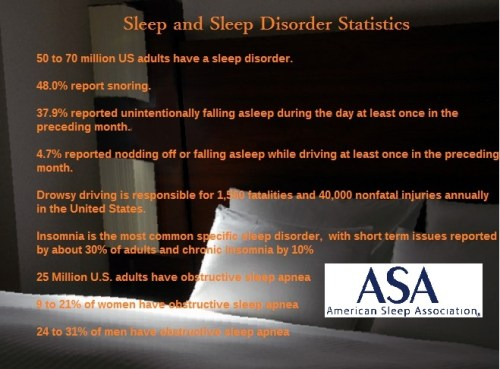 Sleep and Sleep Disorder Statistics
50 to 70 million US adults have a sleep disorder.
48.0% report snoring.
37.9% reported unintentionally falling asleep during the day at least once in the
preceding month.
4.7% reported nodding off or falling asleep while driving at least once in the preceding
month.
Drowsy driving is responsible for fatalities and 40,000 nonfatal injuries annually
in the United States.
Insomnia is the most common specific sleep disorder, with short term issues reported
by about 30% of adults and chronic insomnia by 10%
25 Million U.S. adults have obstructive sleep apnea
9 to 21% of women have obstructive sleep apnea
24 to 31% of men have obstructive sleep apnea
ASA
American Sleep Association®